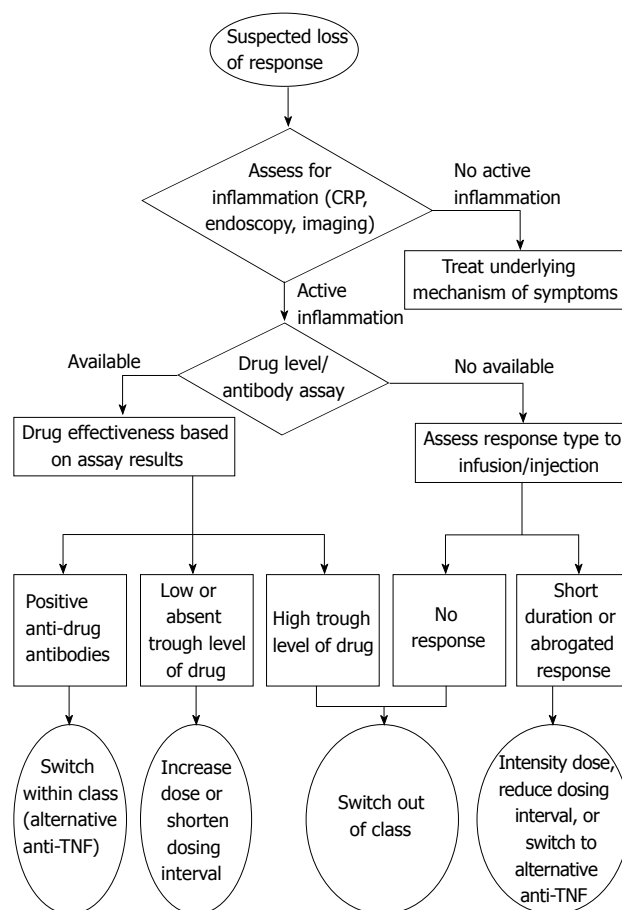 Suspected loss
of response
Assess for
inflammation (CRP,
endoscopy, imaging)
No active
inflammation
Treat underlying
mechanism of symptoms
Active
inflammation
Drug level/
antibody assay
Available
No available
Drug effectiveness based
on assay results
Assess response type to
infusion/injection
Positive
anti-drug
antibodies
Low or
absent
trough level
of drug
High trough
level of drug
No
response
Short
duration or
abrogated
response
Switch
within class
(alternative
anti-TNF)
Increase
dose or
shorten
dosing
interval
Switch out
of class
Intensity dose,
reduce dosing
interval, or
switch to
alternative
anti-TNF